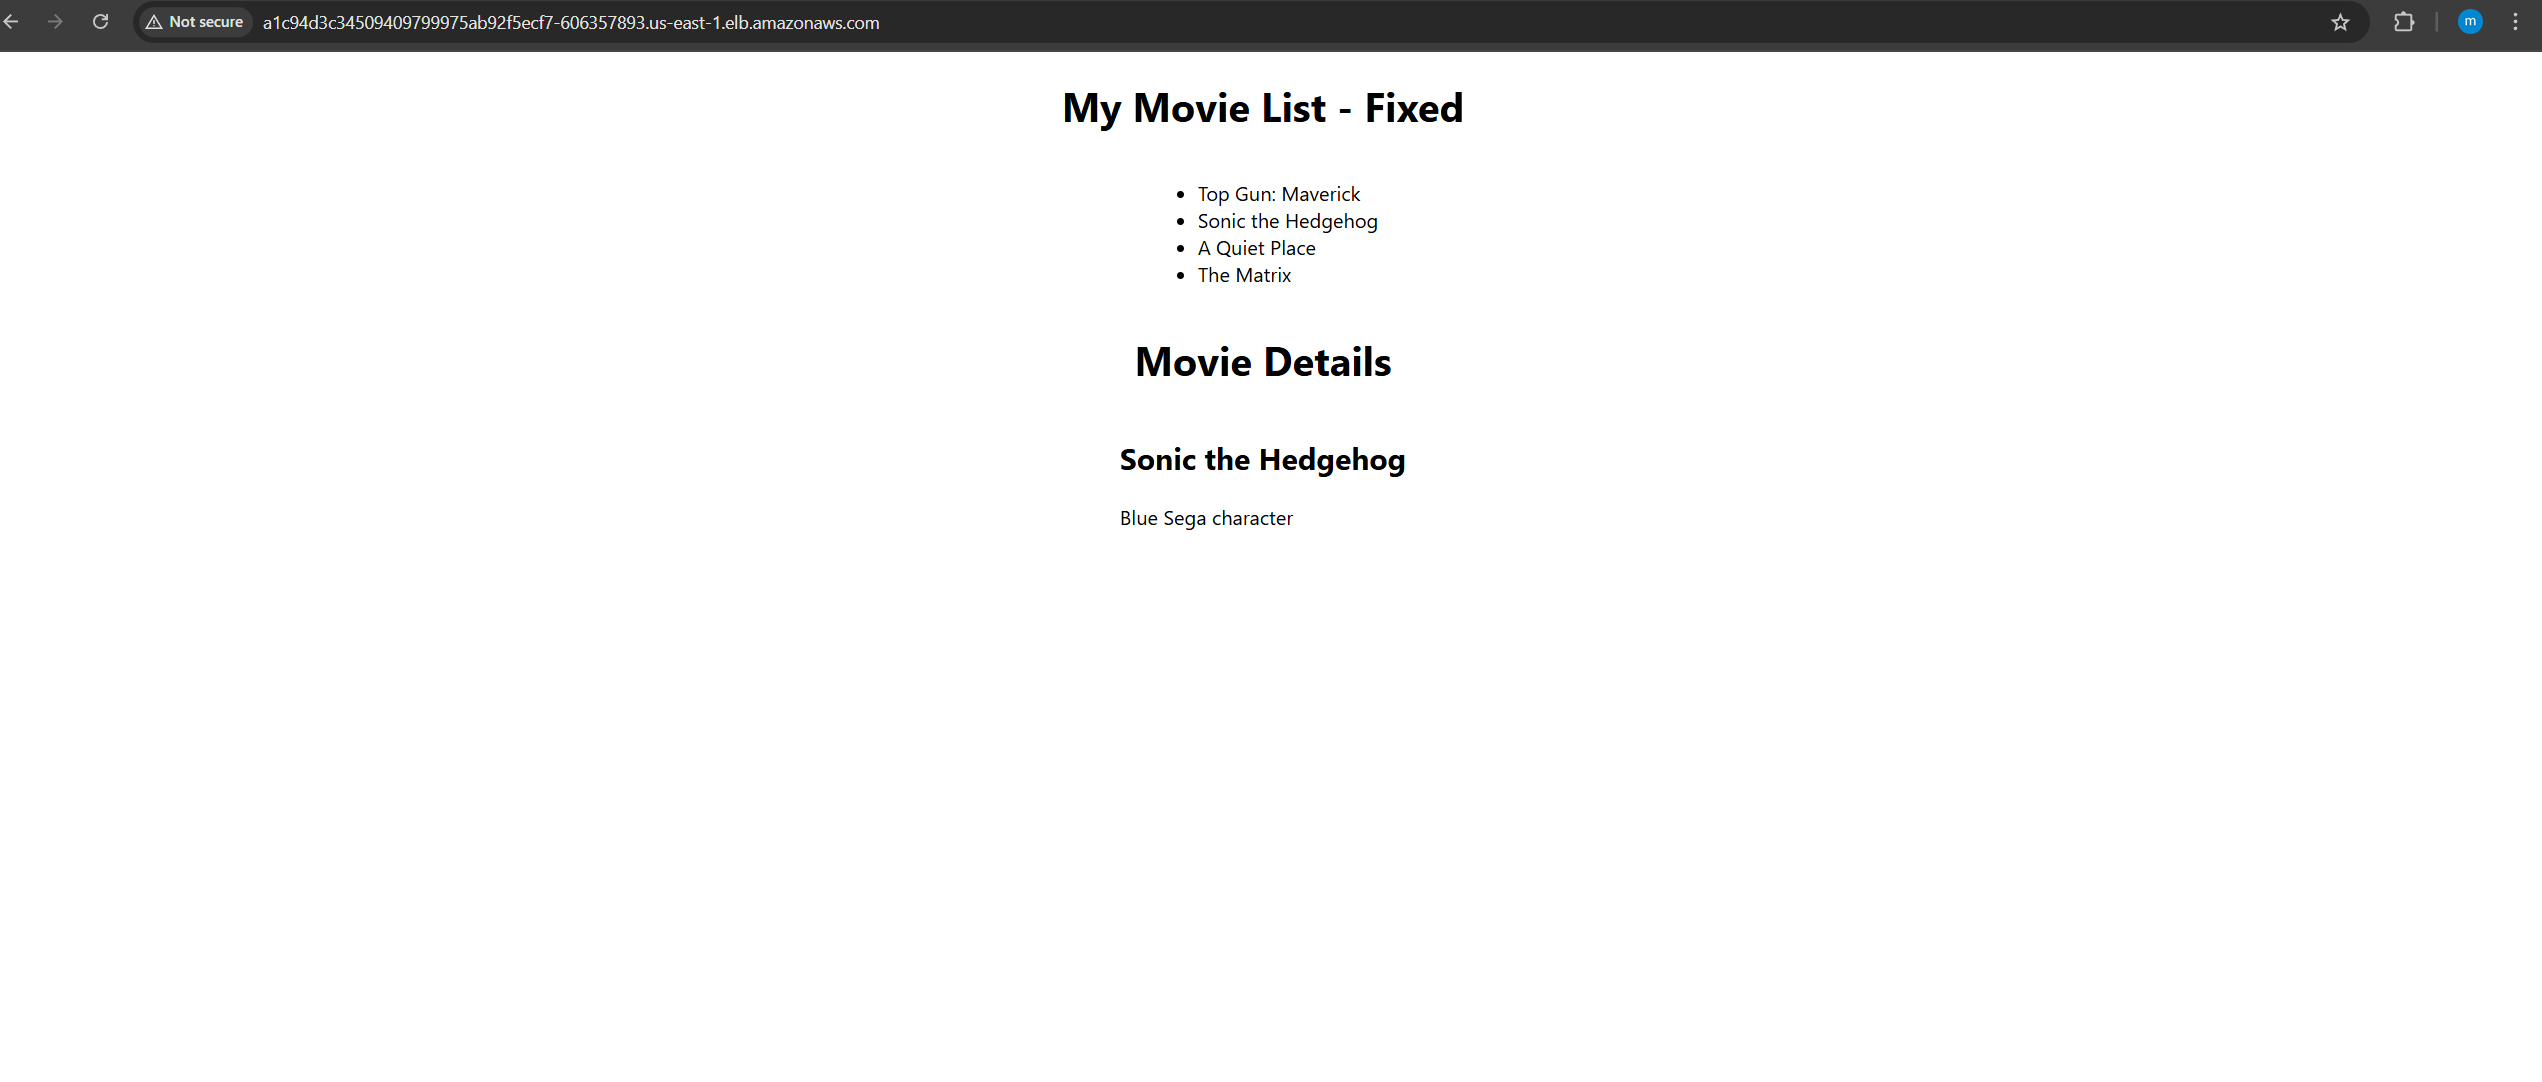 Not secure
a1c94d3c34509409799975ab92f5ecf7-606357893.us-east-1.elb.amazonaws.com
m
My Movie List - Fixed
Top Gun: Maverick
Sonic the Hedgehog
A Quiet Place
The Matrix
Movie Details
Sonic the Hedgehog
Blue Sega character